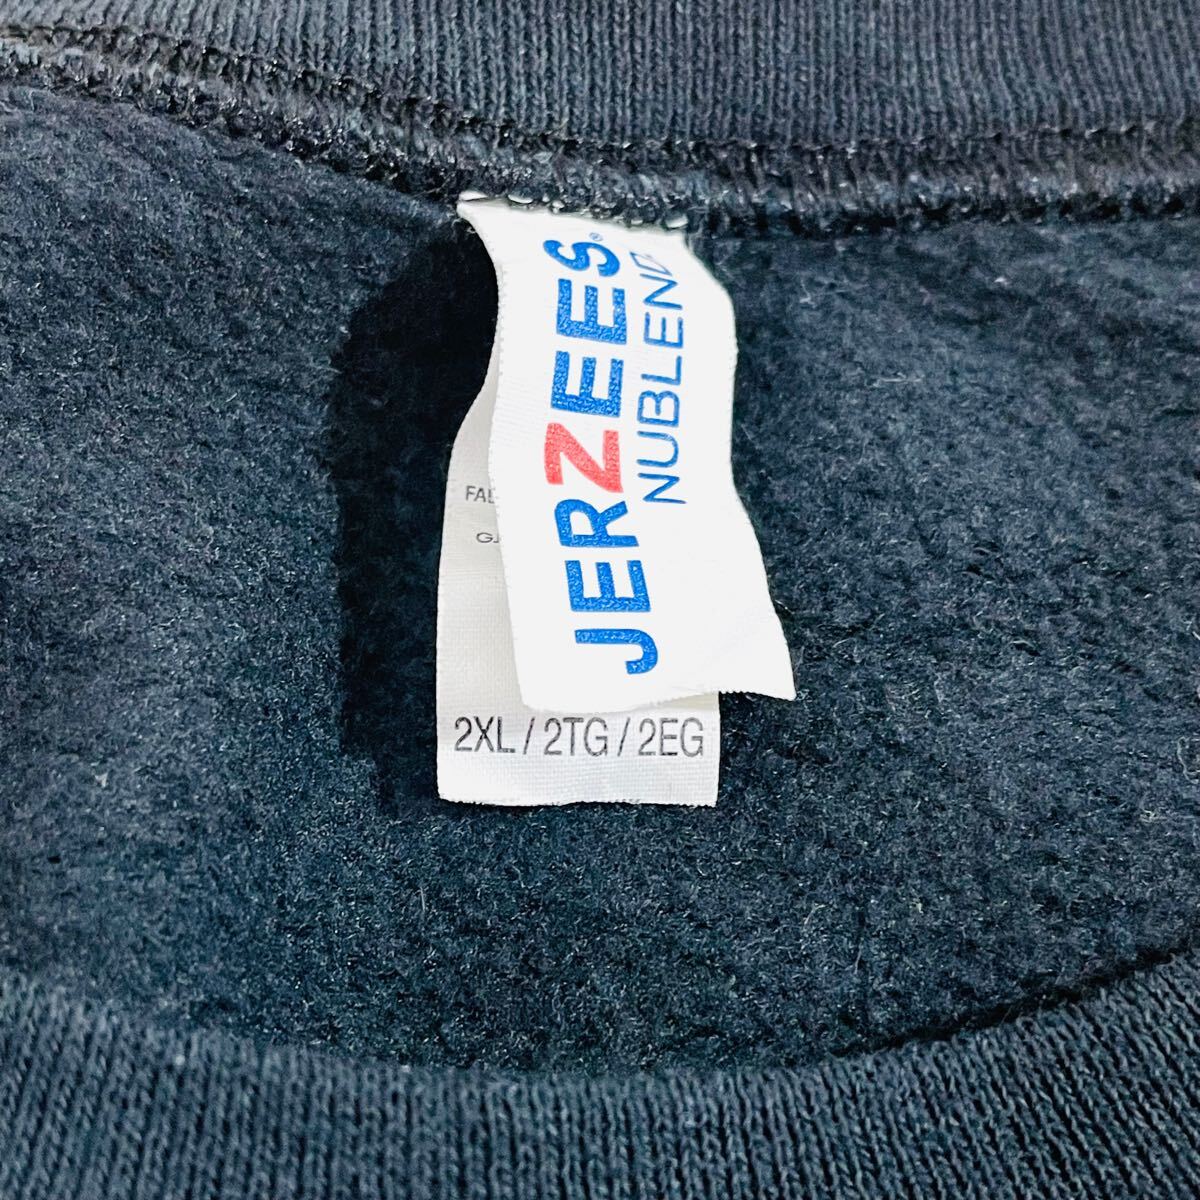 JERZEES®
NUBLEND
2XL / 2TG / 2EG